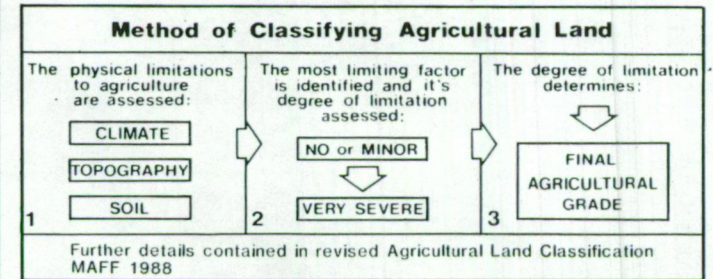 Method of Classifying Agricultural Land
The physical limitations
to agriculture
are assessed:
CLIMATE
TOPOGRAPHY
SOIL
1
The most limiting factor
is identified and it's
degree of limitation
assessed:
NO or MINOR
VERY SEVERE
2
The degree of limitation
determines:
FINAL
AGRICULTURAL
GRADE
3
Further details contained in revised Agricultural Land Classification
MAFF 1988